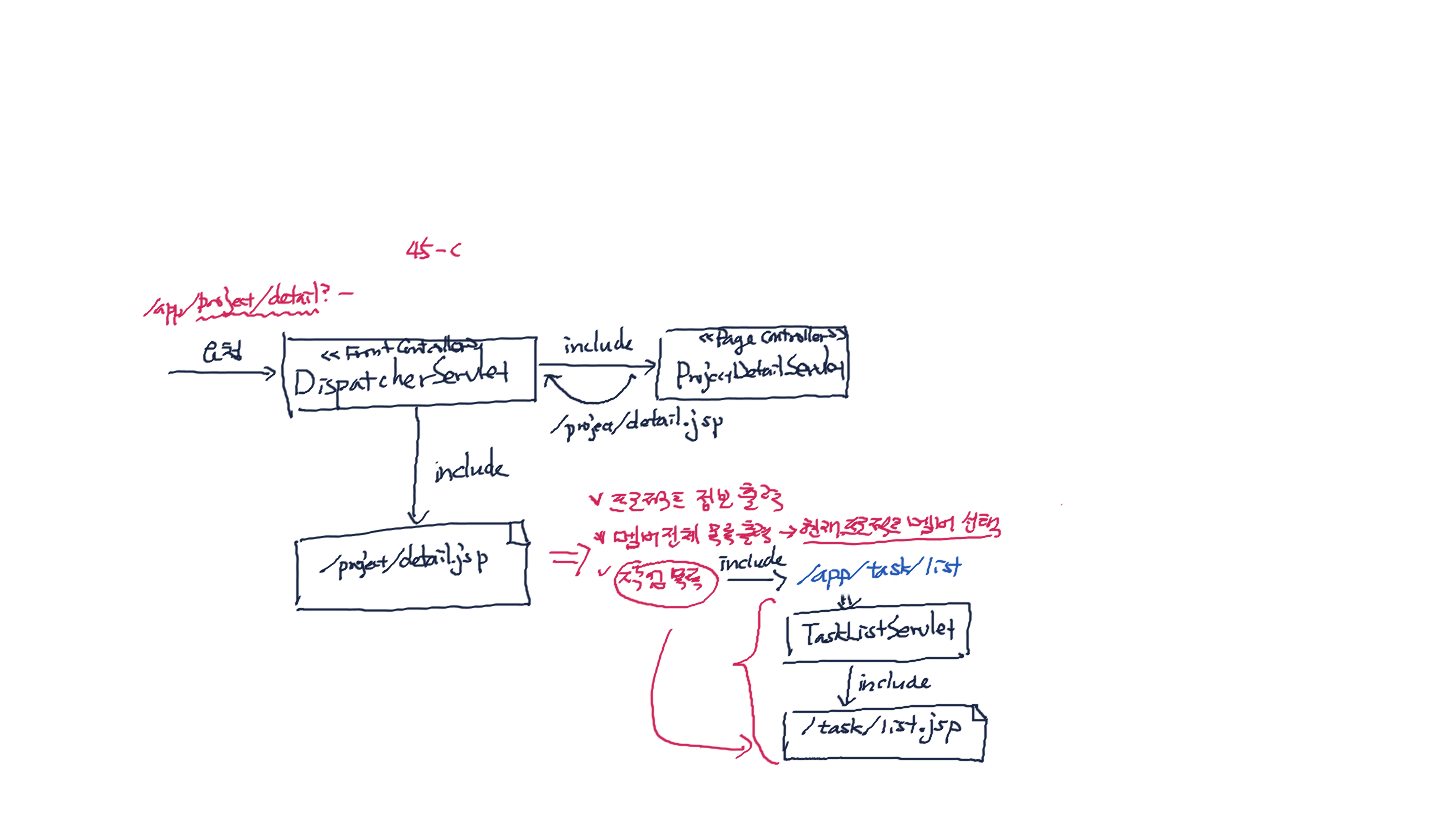 45-c
/app/project/detail? -
요청
<<Front Controller>>
DispatcherServlet
include
<<Page Controller>>
ProjectDetailServlet
/project/detail.jsp
include
/project/detail.jsp
⇒
✓ 프로젝트 정보 출력
* 멤버전체 목록출력 → 현재 프로젝트 멤버 선택
✓ 작업목록
include
/app/task/list
TaskListServlet
include
/task/list.jsp